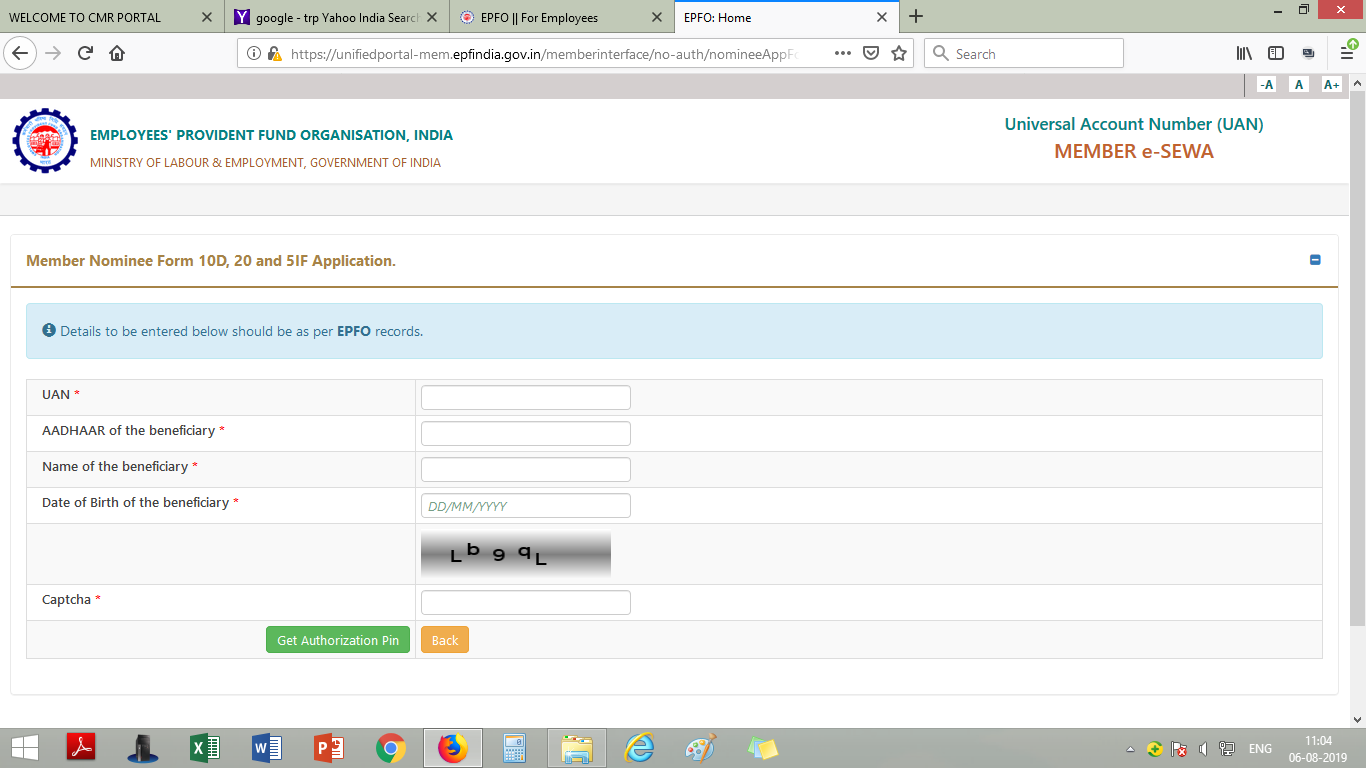 WELCOME TO CMR PORTAL
google - trp Yahoo India Search
EPFO || For Employees
EPFO: Home
https://unifiedportal-mem.epfindia.gov.in/memberinterface/no-auth/nomineeAppF
Search
-A A A+
EMPLOYEES' PROVIDENT FUND ORGANISATION, INDIA
MINISTRY OF LABOUR & EMPLOYMENT, GOVERNMENT OF INDIA
Universal Account Number (UAN)
MEMBER e-SEWA
Member Nominee Form 10D, 20 and 5IF Application.
Details to be entered below should be as per EPFO records.
UAN *
AADHAAR of the beneficiary *
Name of the beneficiary *
Date of Birth of the beneficiary *
DD/MM/YYYY
Lb9qL
Captcha *
Get Authorization Pin
Back
ENG
11:04
06-08-2019